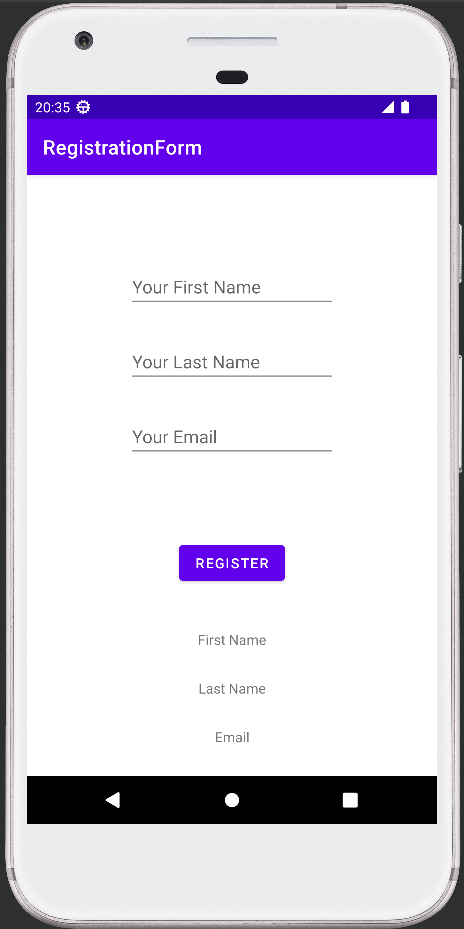 20:35
RegistrationForm
Your First Name
Your Last Name
Your Email
REGISTER
First Name
Last Name
Email